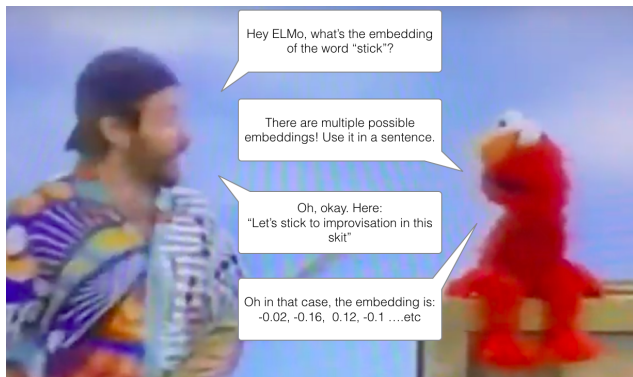 Hey ELMo, what's the embedding
of the word “stick”?
There are multiple possible
embeddings! Use it in a sentence.
Oh, okay. Here:
“Let's stick to improvisation in this
skit”
Oh in that case, the embedding is:
-0.02, -0.16, 0.12, -0.1 ….etc